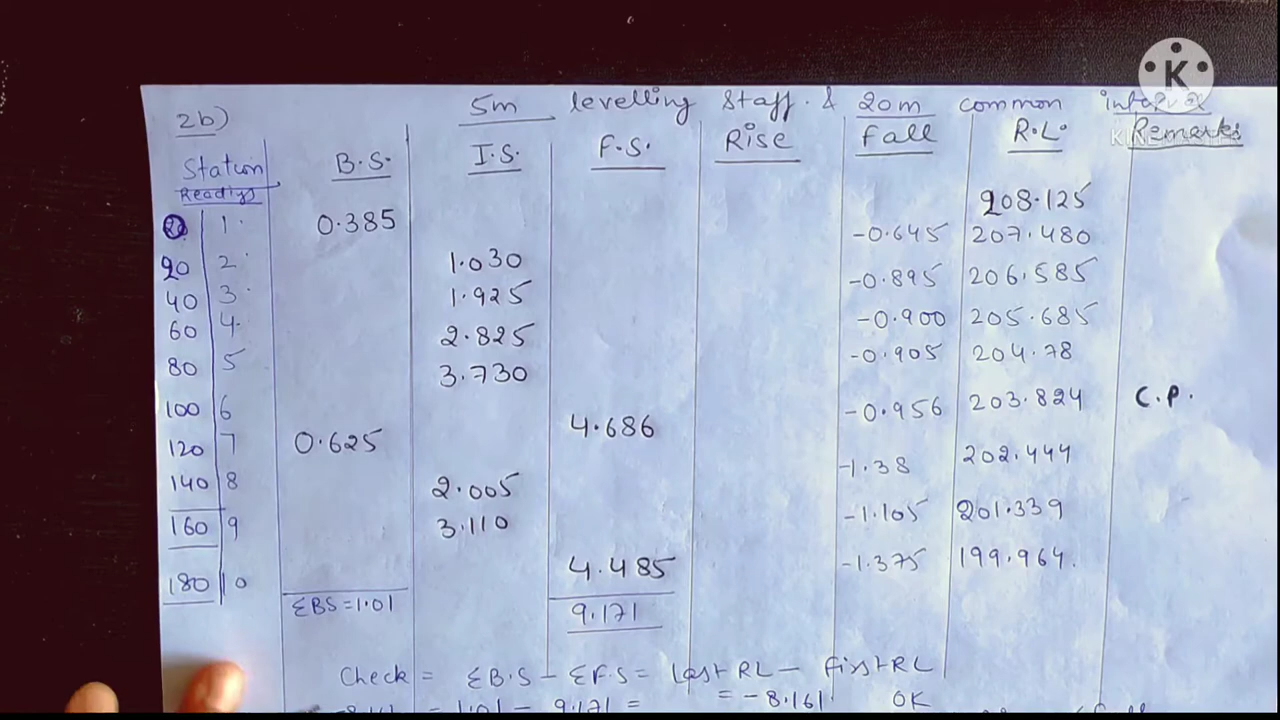 K
2b)
5m levelling staff & 20m common
Station B.S. I.S. F.S. Rise Fall R.L. Remarks
Readings
208.125
1. 0.385
-0.645 207.480
20 2. 1.030
-0.895 206.585
40 3. 1.925
-0.900 205.685
60 4. 2.825
-0.905 204.78
80 5 3.730
-0.956 203.824 C.P.
100 6 4.686
120 7 0.625
-1.38 202.444
140 8 2.005
-1.105 201.339
160 9 3.110
-1.375 199.964.
180 10 4.485
ΣBS=1.01 9.171
Check = ΣB.S - ΣF.S = Last RL - First RL
-8.161 = 1.01 - 9.171 = = -8.161 OK